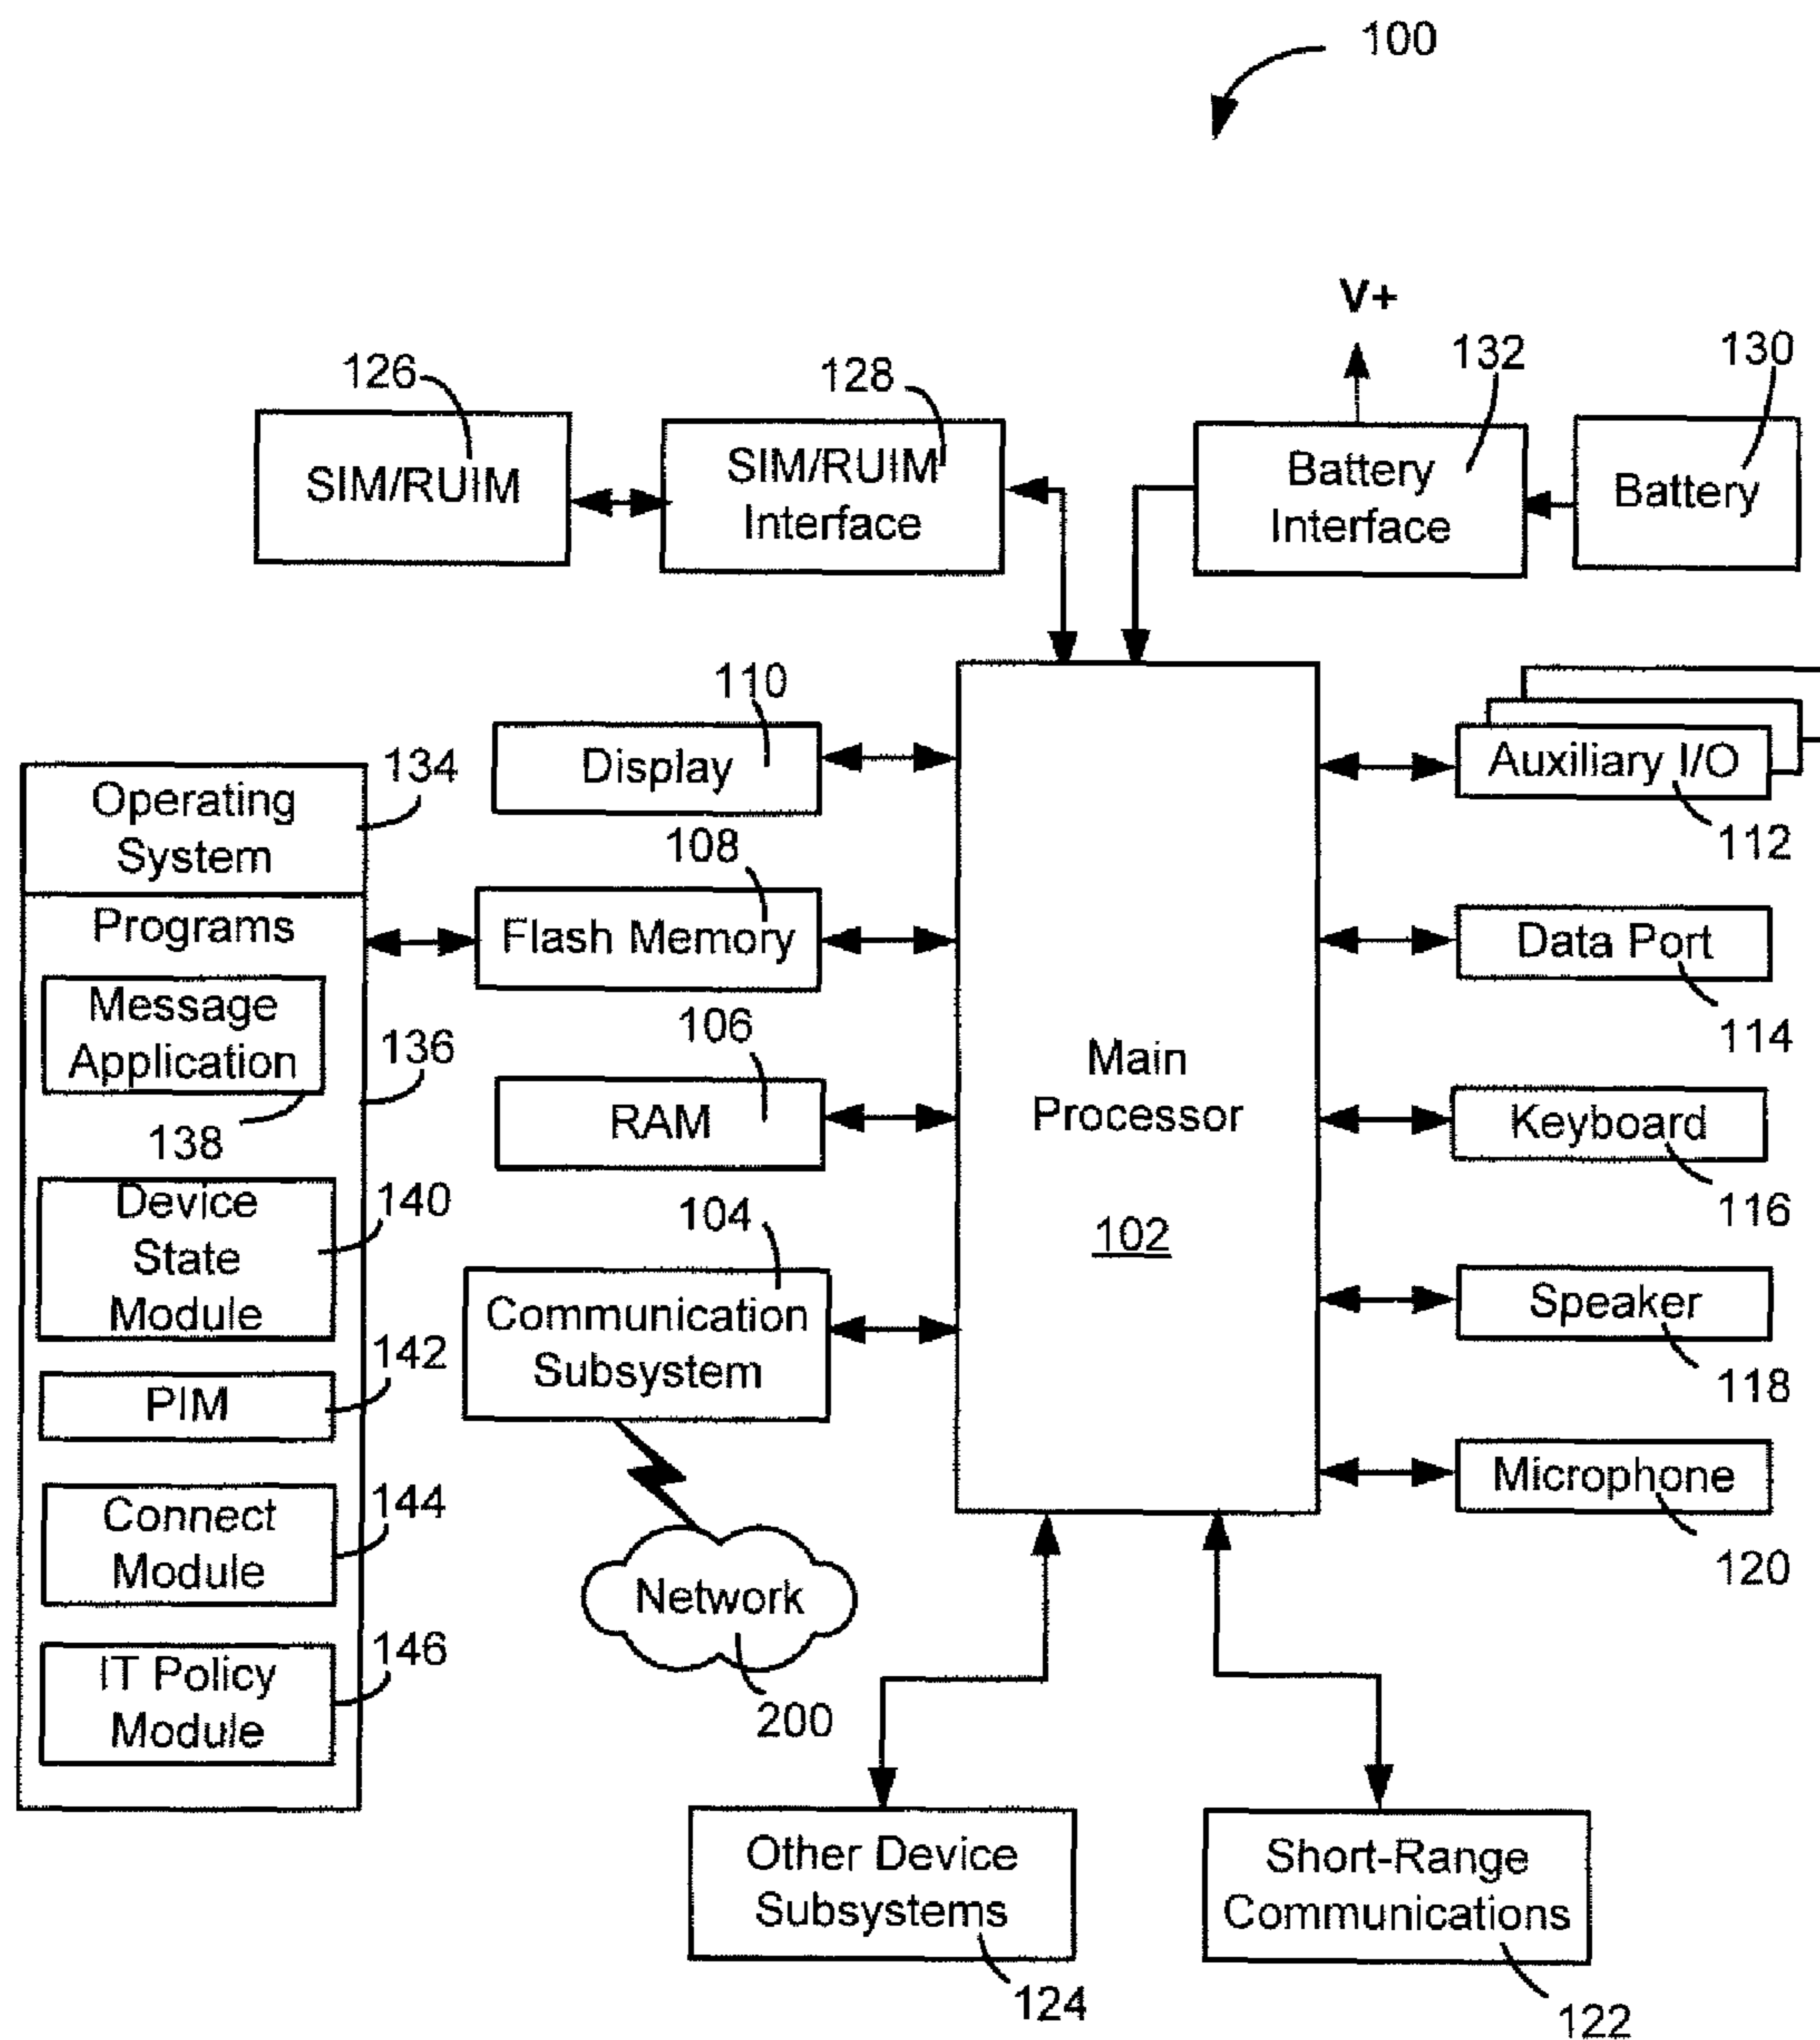 100
V+
126
128
132
130
SIM/RUIM
SIM/RUIM
Interface
Battery
Interface
Battery
110
Display
Auxiliary I/O
112
134
Operating
System
108
Flash Memory
Programs
Data Port
114
Message
Application
138
136
106
RAM
Main
Processor
102
Keyboard
116
Device
State
Module
140
104
Communication
Subsystem
Speaker
118
PIM
142
Microphone
120
Connect
Module
144
Network
200
IT Policy
Module
146
Other Device
Subsystems
124
Short-Range
Communications
122